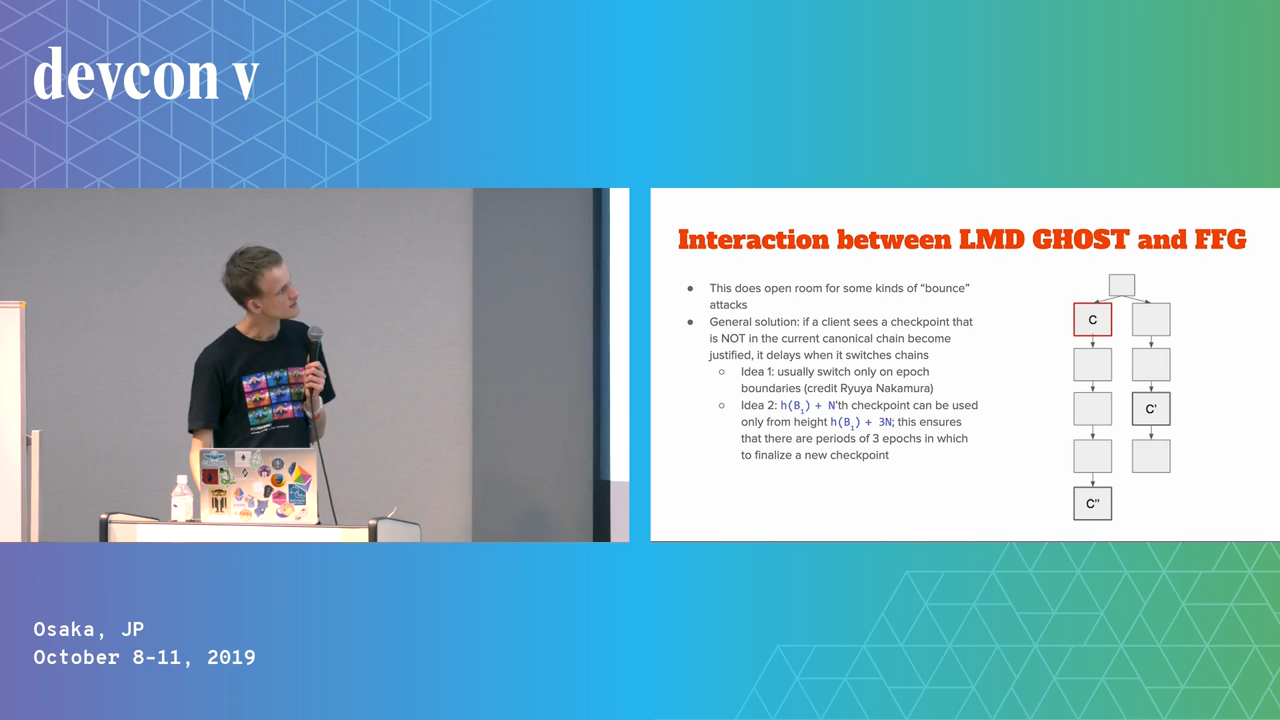 devcon v
Interaction between LMD GHOST and FFG
● This does open room for some kinds of “bounce”
attacks
● General solution: if a client sees a checkpoint that
is NOT in the current canonical chain become
justified, it delays when it switches chains
○ Idea 1: usually switch only on epoch
boundaries (credit Ryuya Nakamura)
○ Idea 2: h(B1) + N'th checkpoint can be used
only from height h(B1) + 3N; this ensures
that there are periods of 3 epochs in which
to finalize a new checkpoint
C
C'
C''
Osaka, JP
October 8-11, 2019